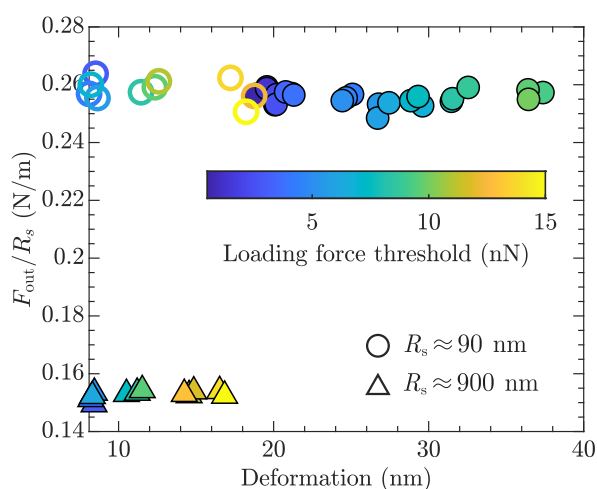 0.28
0.26
0.24
0.22
0.2
0.18
0.16
0.14
F_out/R_s (N/m)
5 10 15
Loading force threshold (nN)
R_s ≈ 90 nm
R_s ≈ 900 nm
10 20 30 40
Deformation (nm)